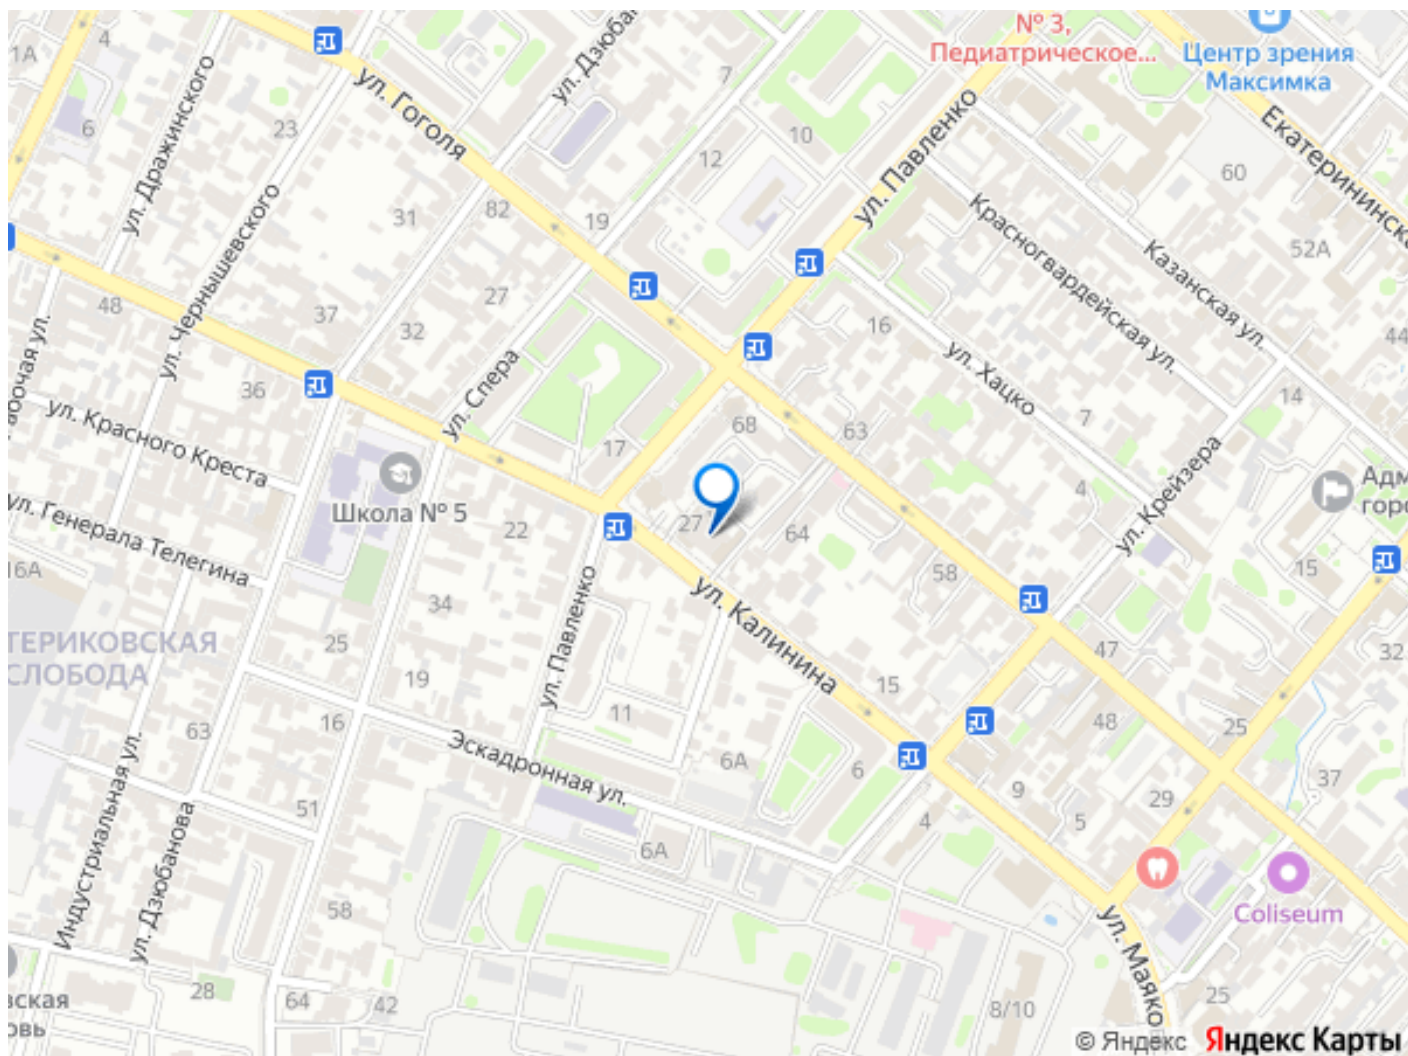 № 3,
Педиатрическое...
Центр зрения
Максимка
4
1А
6
23
ул. Дражинского
ул. Гоголя
7
10
12
ул. Павленко
Екатерининска
60
31
82
19
Красногвардейская ул.
Казанская ул.
52А
ул. Чернышевского
48
37
32
27
16
44
ул. Хацко
36
ул. Спера
14
7
ул. Красного Креста
17
68
63
ул. Крейзера
4
Адм
горо
Школа № 5
22
27
64
ул. Генерала Телегина
16А
58
15
34
ул. Павленко
ул. Калинина
ТЕРИКОВСКАЯ
СЛОБОДА
25
47
32
19
15
63
16
11
48
25
Эскадронная ул.
6А
6
37
Индустриальная ул.
ул. Дзюбанова
51
9
29
4
5
6А
58
Coliseum
ул. Маяко
28
64
42
8/10
25
© Яндекс
Яндекс Карты